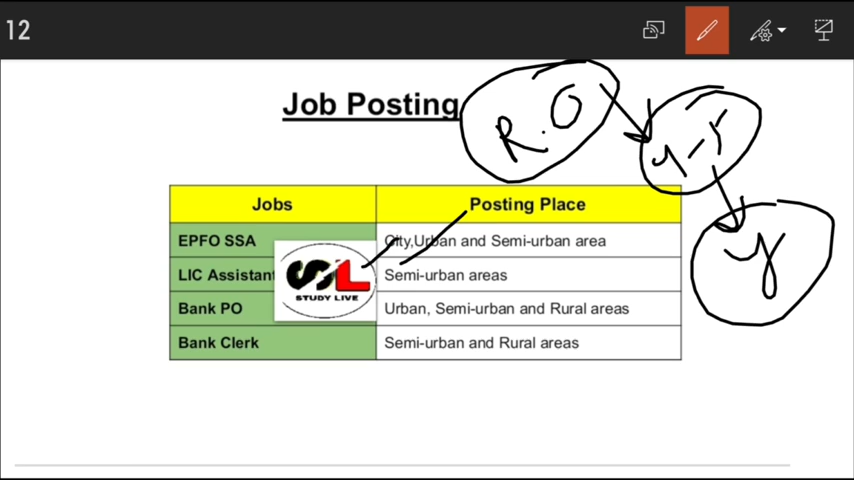 12
Job Posting
R.O
Jobs Posting Place
EPFO SSA City,Urban and Semi-urban area
LIC Assistant Semi-urban areas
SL
STUDY LIVE
Bank PO Urban, Semi-urban and Rural areas
Bank Clerk Semi-urban and Rural areas